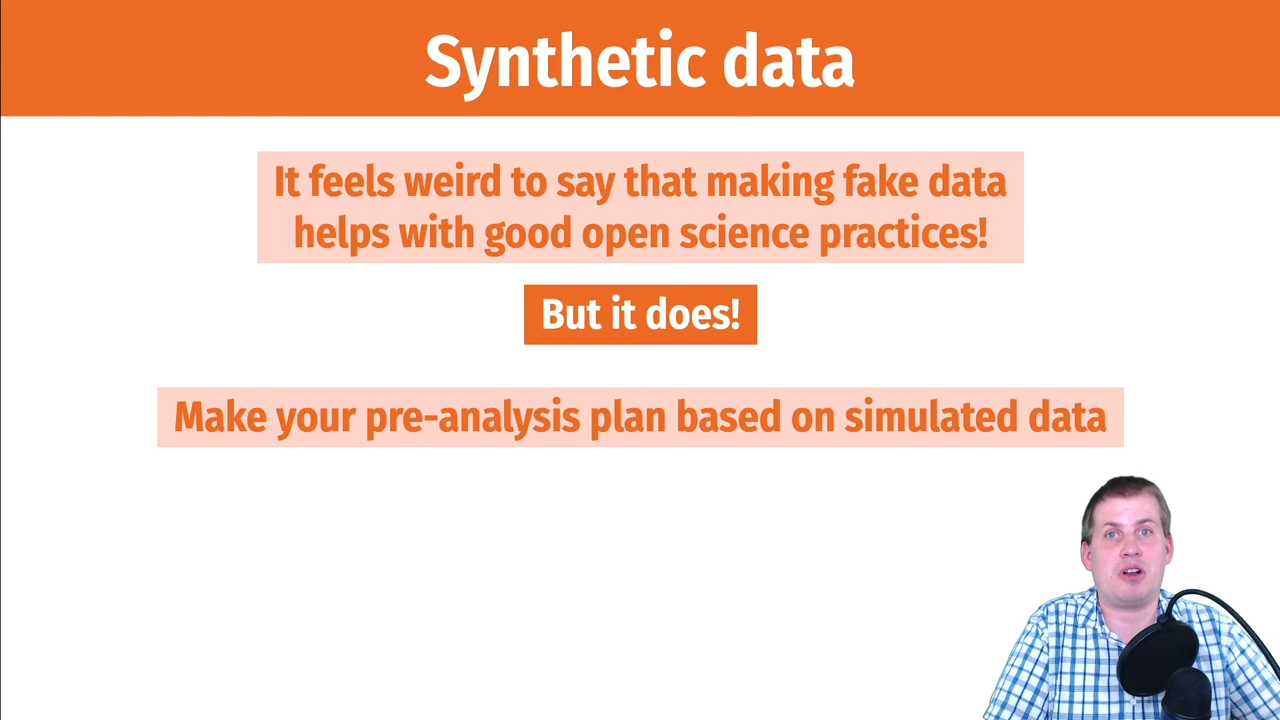 Synthetic data
It feels weird to say that making fake data
helps with good open science practices!
But it does!
Make your pre-analysis plan based on simulated data